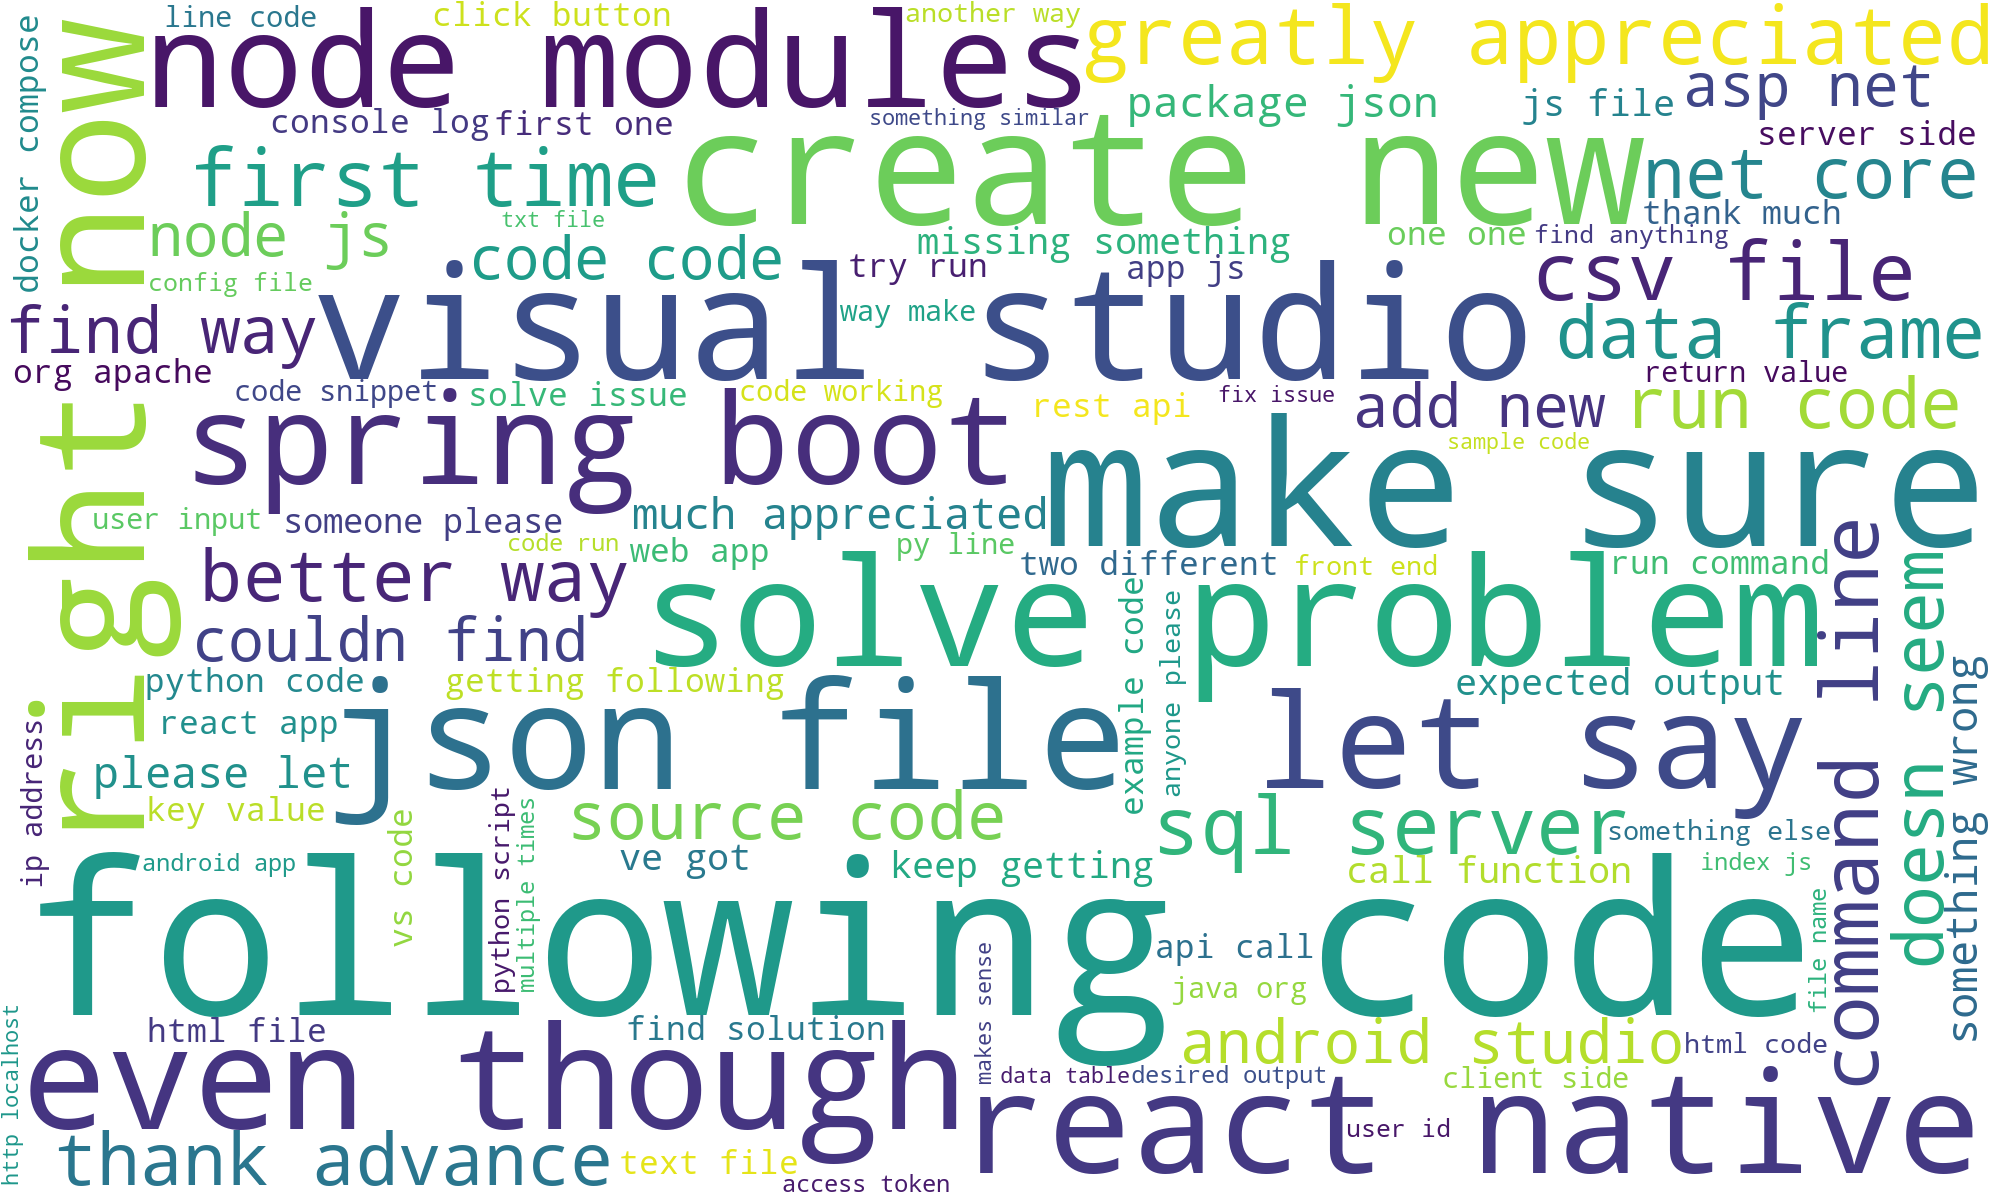 line code
click button
another way
node modules
greatly appreciated
docker compose
right now
console log
first one
something similar
package json
js file
asp net
server side
first time
create new
net core
node js
txt file
code code
missing something
one one
thank much
find anything
config file
try run
app js
csv file
find way
visual studio
way make
data frame
org apache
code snippet
solve issue
code working
rest api
fix issue
add new
return value
run code
spring boot
sample code
make sure
user input
someone please
much appreciated
code run
web app
py line
two different
front end
run command
better way
solve problem
example code
anyone please
command line
doesn seem
couldn find
python code
getting following
expected output
something wrong
react app
json file
let say
ip address
please let
key value
vs code
python script
multiple times
source code
sql server
something else
android app
ve got
keep getting
call function
index js
following code
file name
api call
java org
html file
find solution
makes sense
android studio
html code
http localhost
even though
data table
desired output
client side
react native
user id
thank advance
text file
access token